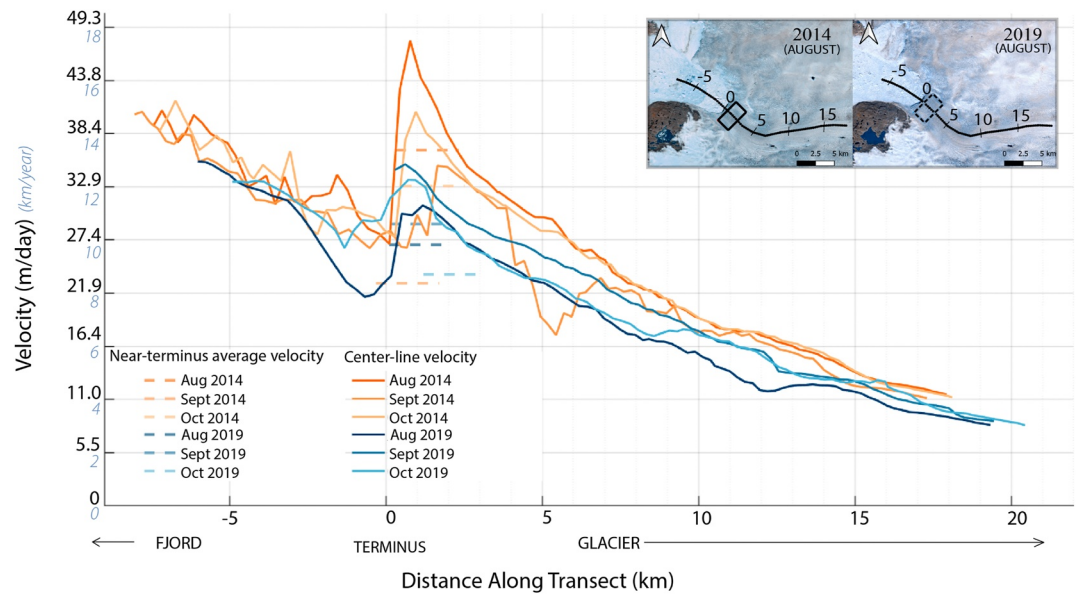 49.3
18
43.8
16
38.4
14
32.9
12
27.4
10
21.9
8
16.4
6
11.0
4
5.5
2
0
0
Velocity (m/day) (km/year)
2014
(AUGUST)
-5
0
5
10
15
0 2.5 5 km
2019
(AUGUST)
-5
0
5
10
15
0 2.5 5 km
Near-terminus average velocity
Aug 2014
Sept 2014
Oct 2014
Aug 2019
Sept 2019
Oct 2019
Center-line velocity
Aug 2014
Sept 2014
Oct 2014
Aug 2019
Sept 2019
Oct 2019
-5 0 5 10 15 20
FJORD TERMINUS GLACIER
Distance Along Transect (km)